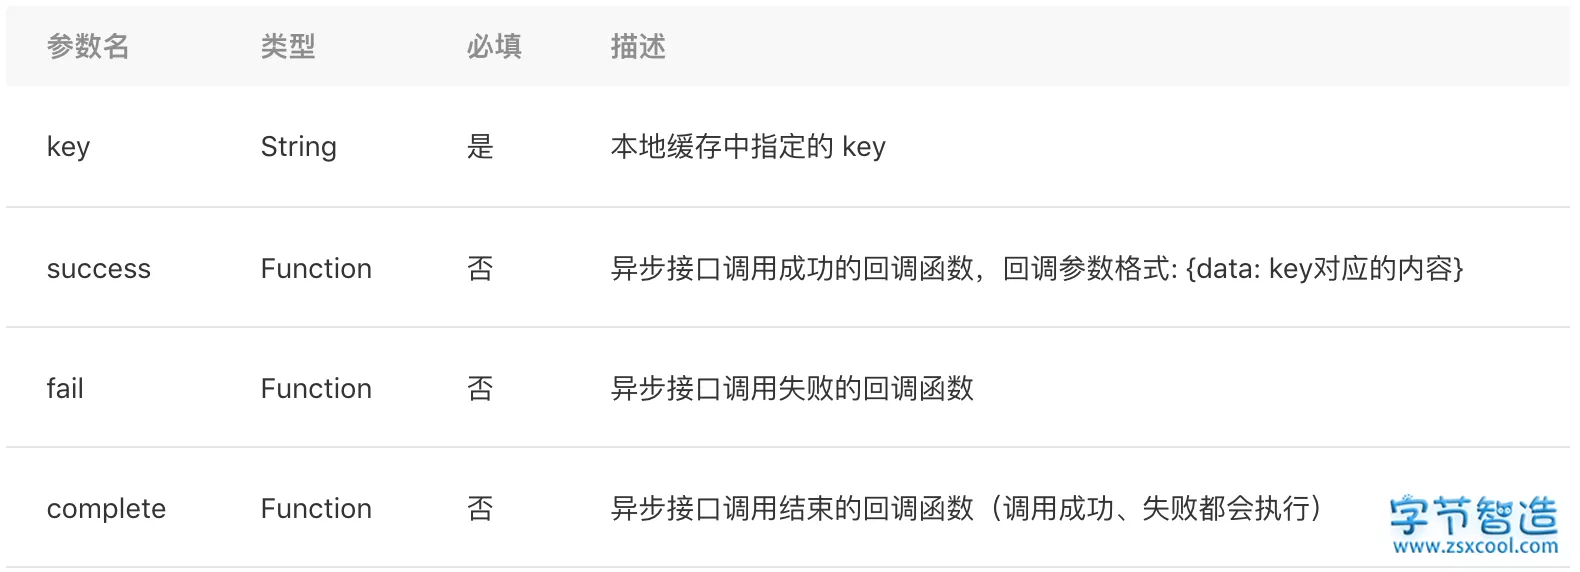 参数名 类型 必填 描述
key String 是 本地缓存中指定的 key
success Function 否 异步接口调用成功的回调函数，回调参数格式: {data: key对应的内容}
fail Function 否 异步接口调用失败的回调函数
complete Function 否 异步接口调用结束的回调函数（调用成功、失败都会执行）
字节智造
www.zsxcool.com